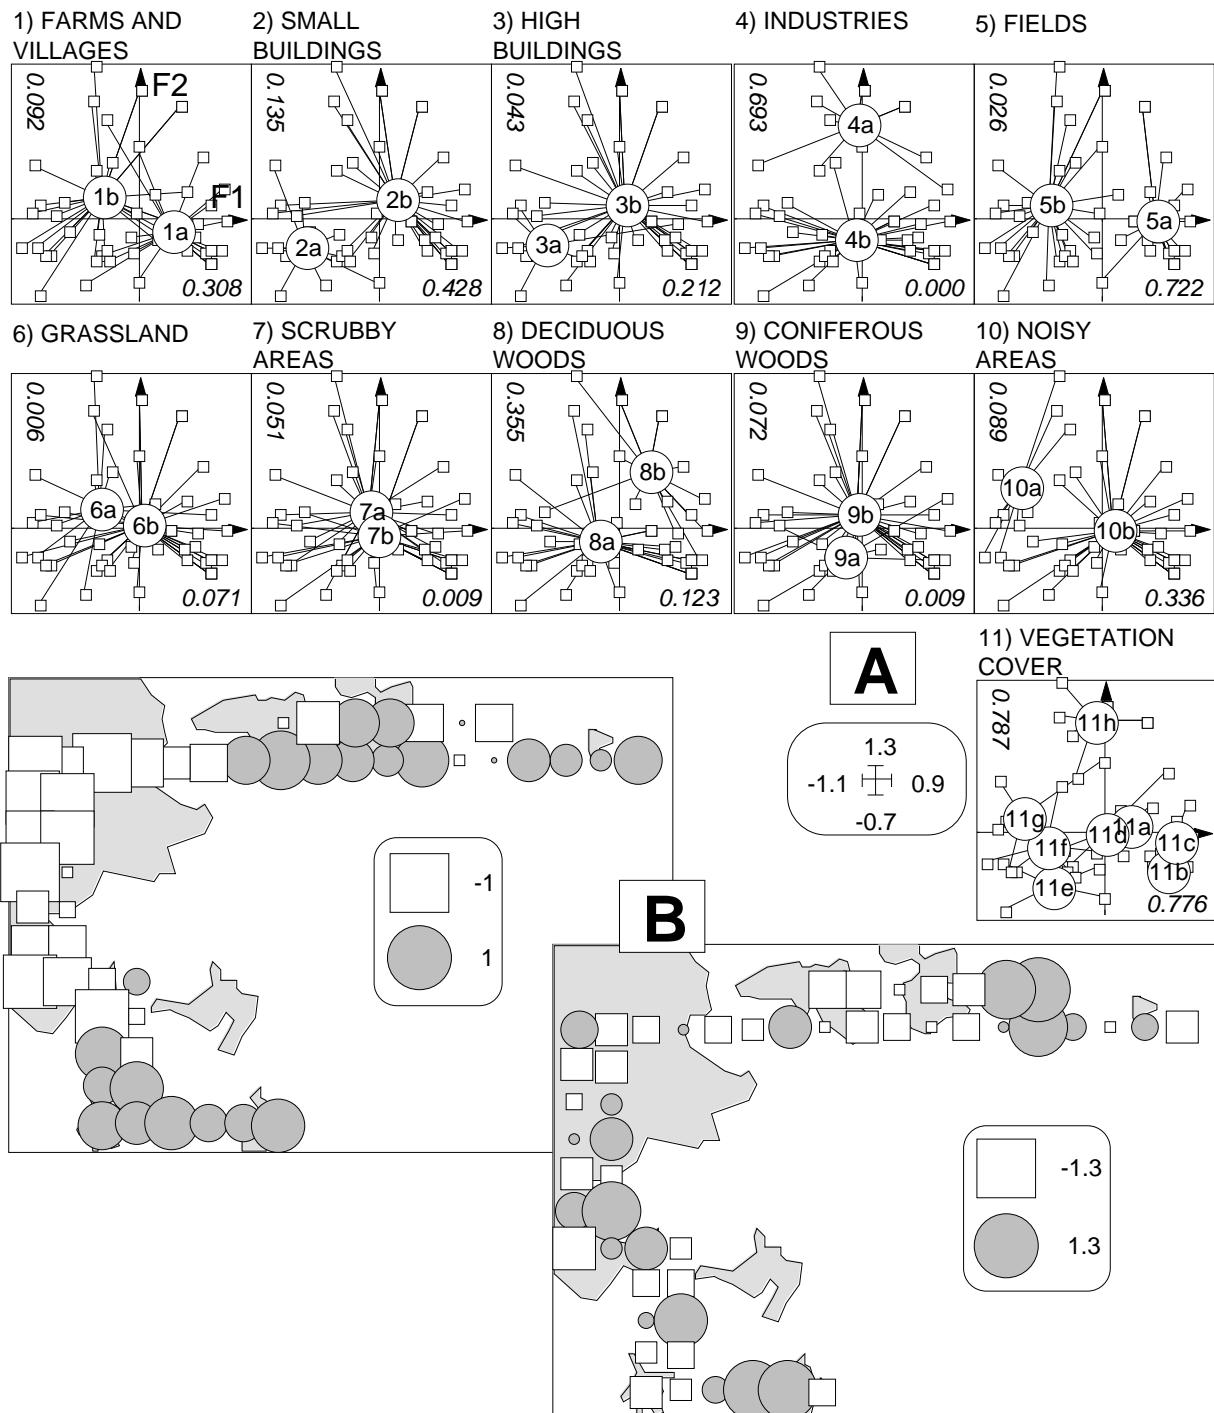 1) FARMS AND
VILLAGES
2) SMALL
BUILDINGS
3) HIGH
BUILDINGS
4) INDUSTRIES
5) FIELDS
0.092
F2
F1
1b
1a
0.308
0.135
2b
2a
0.428
0.043
3b
3a
0.212
0.693
4a
4b
0.000
0.026
5b
5a
0.722
6) GRASSLAND
7) SCRUBBY
AREAS
8) DECIDUOUS
WOODS
9) CONIFEROUS
WOODS
10) NOISY
AREAS
0.006
6a
6b
0.071
0.051
7a
7b
0.009
0.355
8b
8a
0.123
0.072
9b
9a
0.009
0.089
10a
10b
0.336
A
11) VEGETATION
COVER
0.787
11h
11g
11a
11d
11f
11c
11b
11e
0.776
1.3
-1.1
0.9
-0.7
-1
1
B
-1.3
1.3